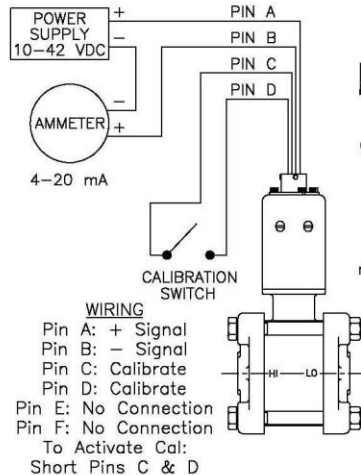 POWER
SUPPLY
10-42 VDC
+
-
PIN A
PIN B
PIN C
PIN D
-
AMMETER
+
4-20 mA
CALIBRATION
SWITCH
HI
LO
WIRING
Pin A: + Signal
Pin B: - Signal
Pin C: Calibrate
Pin D: Calibrate
Pin E: No Connection
Pin F: No Connection
To Activate Cal:
Short Pins C & D